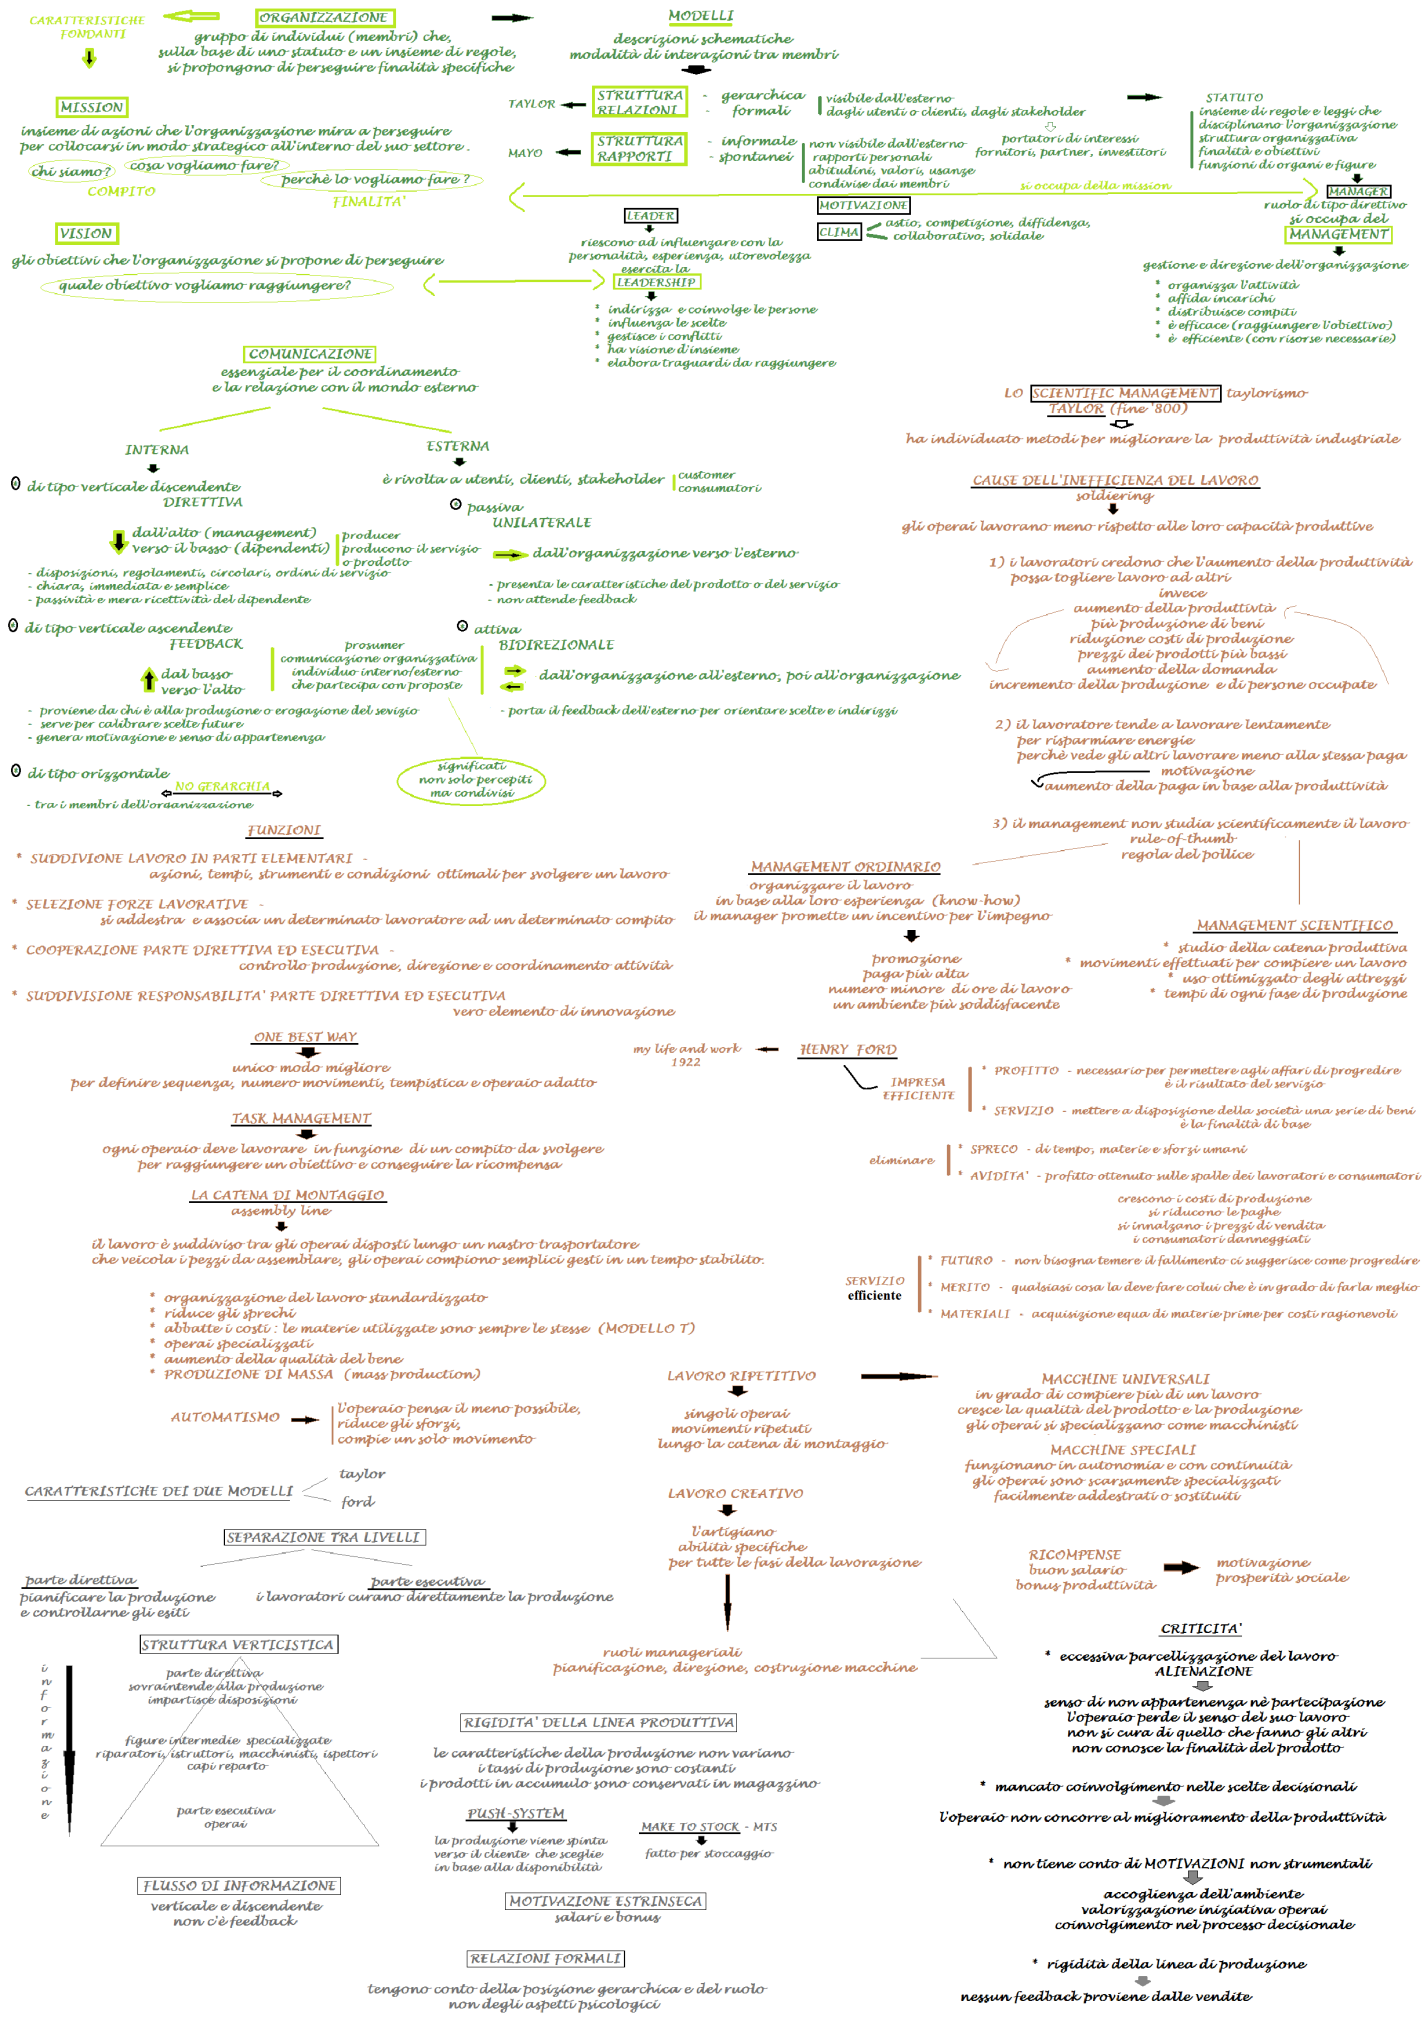 CARATTERISTICHE
FONDANTI
ORGANIZZAZIONE
gruppo di individui (membri) che,
sulla base di uno statuto e un insieme di regole,
si propongono di perseguire finalità specifiche
MODELLI
descrizioni schematiche
modalità di interazioni tra membri
MISSION
insieme di azioni che l'organizzazione mira a perseguire
per collocarsi in modo strategico all'interno del suo settore .
chi siamo?
cosa vogliamo fare?
perchè lo vogliamo fare ?
COMPITO
FINALITA'
TAYLOR
STRUTTURA
RELAZIONI
- gerarchica
- formali
visibile dall'esterno
dagli utenti o clienti, dagli stakeholder
portatori di interessi
fornitori, partner, investitori
MAYO
STRUTTURA
RAPPORTI
- informale
- spontanei
non visibile dall'esterno
rapporti personali
abitudini, valori, usanze
condivise dai membri
STATUTO
insieme di regole e leggi che
disciplinano l'organizzazione
struttura organizzativa
finalità e obiettivi
funzioni di organi e figure
si occupa della mission
MANAGER
ruolo di tipo direttivo
si occupa del
MANAGEMENT
gestione e direzione dell'organizzazione
* organizza l'attività
* affida incarichi
* distribuisce compiti
* è efficace (raggiungere l'obiettivo)
* è efficiente (con risorse necessarie)
MOTIVAZIONE
CLIMA
astio, competizione, diffidenza,
collaborativo, solidale
VISION
gli obiettivi che l'organizzazione si propone di perseguire
quale obiettivo vogliamo raggiungere?
LEADER
riescono ad influenzare con la
personalità, esperienza, utorevolezza
esercita la
LEADERSHIP
* indirizza e coinvolge le persone
* influenza le scelte
* gestisce i conflitti
* ha visione d'insieme
* elabora traguardi da raggiungere
COMUNICAZIONE
essenziale per il coordinamento
e la relazione con il mondo esterno
INTERNA
* di tipo verticale discendente
DIRETTIVA
dall'alto (management)
verso il basso (dipendenti)
producer
producono il servizio
o prodotto
- disposizioni, regolamenti, circolari, ordini di servizio
- chiara, immediata e semplice
- passività e mera ricettività del dipendente
* di tipo verticale ascendente
FEEDBACK
dal basso
verso l'alto
prosumer
comunicazione organizzativa
individuo interno/esterno
che partecipa con proposte
- proviene da chi è alla produzione o erogazione del sevizio
- serve per calibrare scelte future
- genera motivazione e senso di appartenenza
significati
non solo percepiti
ma condivisi
* di tipo orizzontale
NO GERARCHIA
- tra i membri dell'organizzazione
ESTERNA
è rivolta a utenti, clienti, stakeholder
customer
consumatori
* passiva
UNILATERALE
dall'organizzazione verso l'esterno
- presenta le caratteristiche del prodotto o del servizio
- non attende feedback
* attiva
BIDIREZIONALE
dall'organizzazione all'esterno, poi all'organizzazione
- porta il feedback dell'esterno per orientare scelte e indirizzi
LO SCIENTIFIC MANAGEMENT taylorismo
TAYLOR (fine '800)
ha individuato metodi per migliorare la produttività industriale
CAUSE DELL'INEFFICIENZA DEL LAVORO
soldiering
gli operai lavorano meno rispetto alle loro capacità produttive
1) i lavoratori credono che l'aumento della produttività
possa togliere lavoro ad altri
invece
aumento della produttivtà
più produzione di beni
riduzione costi di produzione
prezzi dei prodotti più bassi
aumento della domanda
incremento della produzione e di persone occupate
2) il lavoratore tende a lavorare lentamente
per risparmiare energie
perchè vede gli altri lavorare meno alla stessa paga
motivazione
aumento della paga in base alla produttività
3) il management non studia scientificamente il lavoro
rule-of-thumb
regola del pollice
MANAGEMENT ORDINARIO
organizzare il lavoro
in base alla loro esperienza (know-how)
il manager promette un incentivo per l'impegno
promozione
paga più alta
numero minore di ore di lavoro
un ambiente più soddisfacente
MANAGEMENT SCIENTIFICO
* studio della catena produttiva
* movimenti effettuati per compiere un lavoro
* uso ottimizzato degli attrezzi
* tempi di ogni fase di produzione
FUNZIONI
* SUDDIVIONE LAVORO IN PARTI ELEMENTARI -
azioni, tempi, strumenti e condizioni ottimali per svolgere un lavoro
* SELEZIONE FORZE LAVORATIVE -
si addestra e associa un determinato lavoratore ad un determinato compito
* COOPERAZIONE PARTE DIRETTIVA ED ESECUTIVA -
controllo produzione, direzione e coordinamento attività
* SUDDIVISIONE RESPONSABILITA' PARTE DIRETTIVA ED ESECUTIVA
vero elemento di innovazione
ONE BEST WAY
unico modo migliore
per definire sequenza, numero movimenti, tempistica e operaio adatto
TASK MANAGEMENT
ogni operaio deve lavorare in funzione di un compito da svolgere
per raggiungere un obiettivo e conseguire la ricompensa
LA CATENA DI MONTAGGIO
assembly line
il lavoro è suddiviso tra gli operai disposti lungo un nastro trasportatore
che veicola i pezzi da assemblare, gli operai compiono semplici gesti in un tempo stabilito.
* organizzazione del lavoro standardizzato
* riduce gli sprechi
* abbatte i costi : le materie utilizzate sono sempre le stesse (MODELLO T)
* operai specializzati
* aumento della qualità del bene
* PRODUZIONE DI MASSA (mass production)
AUTOMATISMO
l'operaio pensa il meno possibile,
riduce gli sforzi,
compie un solo movimento
my life and work
1922
HENRY FORD
IMPRESA
EFFICIENTE
* PROFITTO - necessario per permettere agli affari di progredire
è il risultato del servizio
* SERVIZIO - mettere a disposizione della società una serie di beni
è la finalità di base
eliminare
* SPRECO - di tempo, materie e sforzi umani
* AVIDITA' - profitto ottenuto sulle spalle dei lavoratori e consumatori
crescono i costi di produzione
si riducono le paghe
si innalzano i prezzi di vendita
i consumatori danneggiati
SERVIZIO
efficiente
* FUTURO - non bisogna temere il fallimento ci suggerisce come progredire
* MERITO - qualsiasi cosa la deve fare colui che è in grado di farla meglio
* MATERIALI - acquisizione equa di materie prime per costi ragionevoli
LAVORO RIPETITIVO
singoli operai
movimenti ripetuti
lungo la catena di montaggio
MACCHINE UNIVERSALI
in grado di compiere più di un lavoro
cresce la qualità del prodotto e la produzione
gli operai si specializzano come macchinisti
MACCHINE SPECIALI
funzionano in autonomia e con continuità
gli operai sono scarsamente specializzati
facilmente addestrati o sostituiti
LAVORO CREATIVO
l'artigiano
abilità specifiche
per tutte le fasi della lavorazione
ruoli manageriali
pianificazione, direzione, costruzione macchine
RICOMPENSE
buon salario
bonus produttività
motivazione
prosperità sociale
CARATTERISTICHE DEI DUE MODELLI
taylor
ford
SEPARAZIONE TRA LIVELLI
parte direttiva
pianificare la produzione
e controllarne gli esiti
parte esecutiva
i lavoratori curano direttamente la produzione
STRUTTURA VERTICISTICA
informazione
parte direttiva
sovraintende alla produzione
impartisce disposizioni
figure intermedie specializzate
riparatori, istruttori, macchinisti, ispettori
capi reparto
parte esecutiva
operai
FLUSSO DI INFORMAZIONE
verticale e discendente
non c'è feedback
RIGIDITA' DELLA LINEA PRODUTTIVA
le caratteristiche della produzione non variano
i tassi di produzione sono costanti
i prodotti in accumulo sono conservati in magazzino
PUSH-SYSTEM
la produzione viene spinta
verso il cliente che sceglie
in base alla disponibilità
MAKE TO STOCK - MTS
fatto per stoccaggio
MOTIVAZIONE ESTRINSECA
salari e bonus
RELAZIONI FORMALI
tengono conto della posizione gerarchica e del ruolo
non degli aspetti psicologici
CRITICITA'
* eccessiva parcellizzazione del lavoro
ALIENAZIONE
senso di non appartenenza nè partecipazione
l'operaio perde il senso del suo lavoro
non si cura di quello che fanno gli altri
non conosce la finalità del prodotto
* mancato coinvolgimento nelle scelte decisionali
l'operaio non concorre al miglioramento della produttività
* non tiene conto di MOTIVAZIONI non strumentali
accoglienza dell'ambiente
valorizzazione iniziativa operai
coinvolgimento nel processo decisionale
* rigidità della linea di produzione
nessun feedback proviene dalle vendite